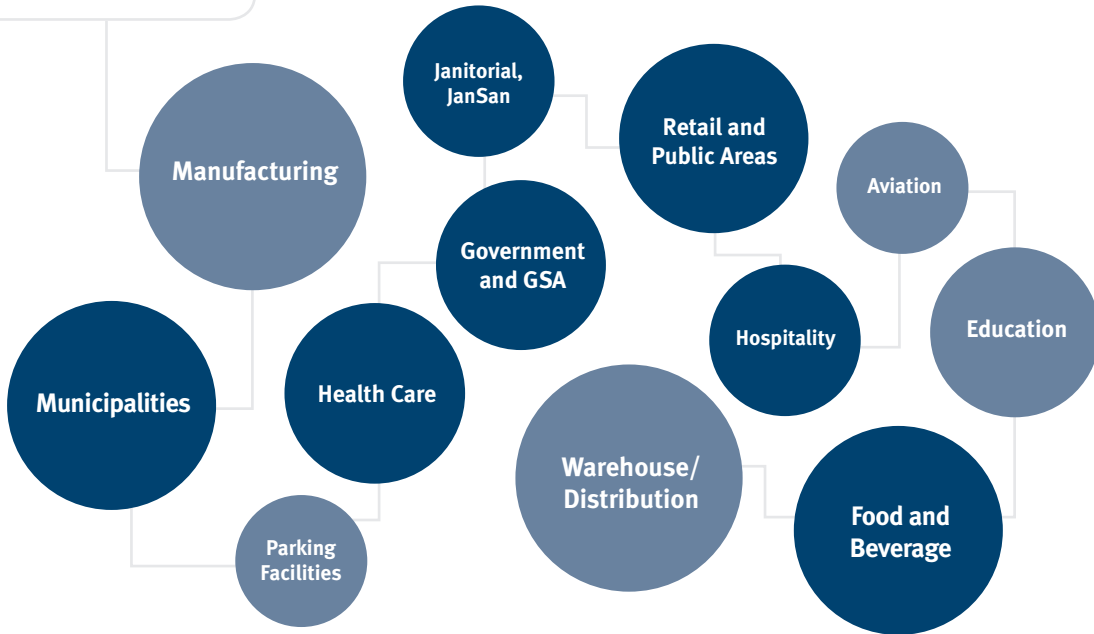 Janitorial,
JanSan
Retail and
Public Areas
Manufacturing
Aviation
Government
and GSA
Education
Hospitality
Health Care
Municipalities
Warehouse/
Distribution
Food and
Beverage
Parking
Facilities